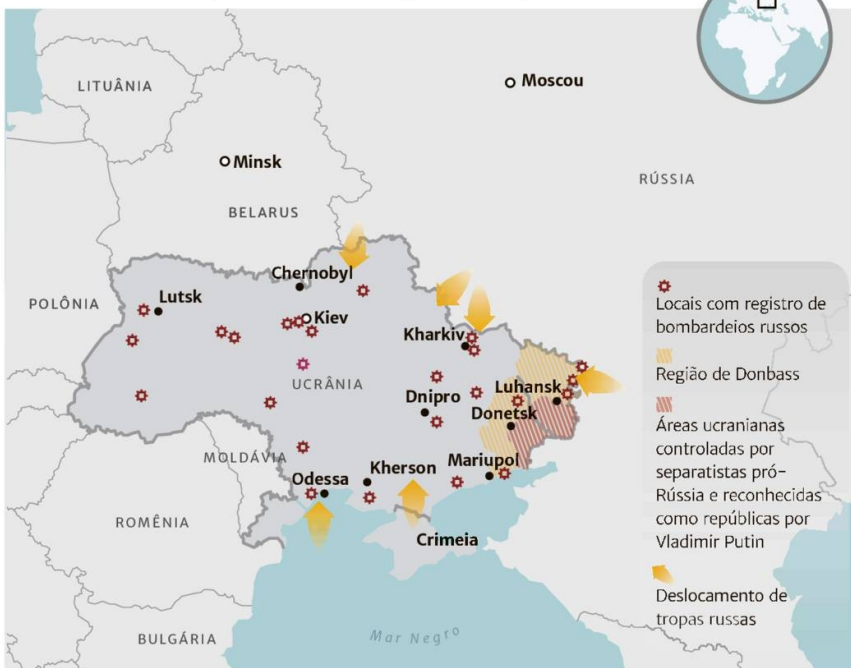 LITUÂNIA
Moscou
Minsk
RÚSSIA
BELARUS
Chernobyl
POLÔNIA
Lutsk
Kiev
Kharkiv
UCRÂNIA
Luhansk
Dnipro
Donetsk
MOLDÁVIA
Mariupol
Kherson
Odessa
ROMÊNIA
Crimeia
BULGÁRIA
Mar Negro
Locais com registro de
bombardeios russos
Região de Donbass
Áreas ucranianas
controladas por
separatistas pró-
Rússia e reconhecidas
como repúblicas por
Vladimir Putin
Deslocamento de
tropas russas